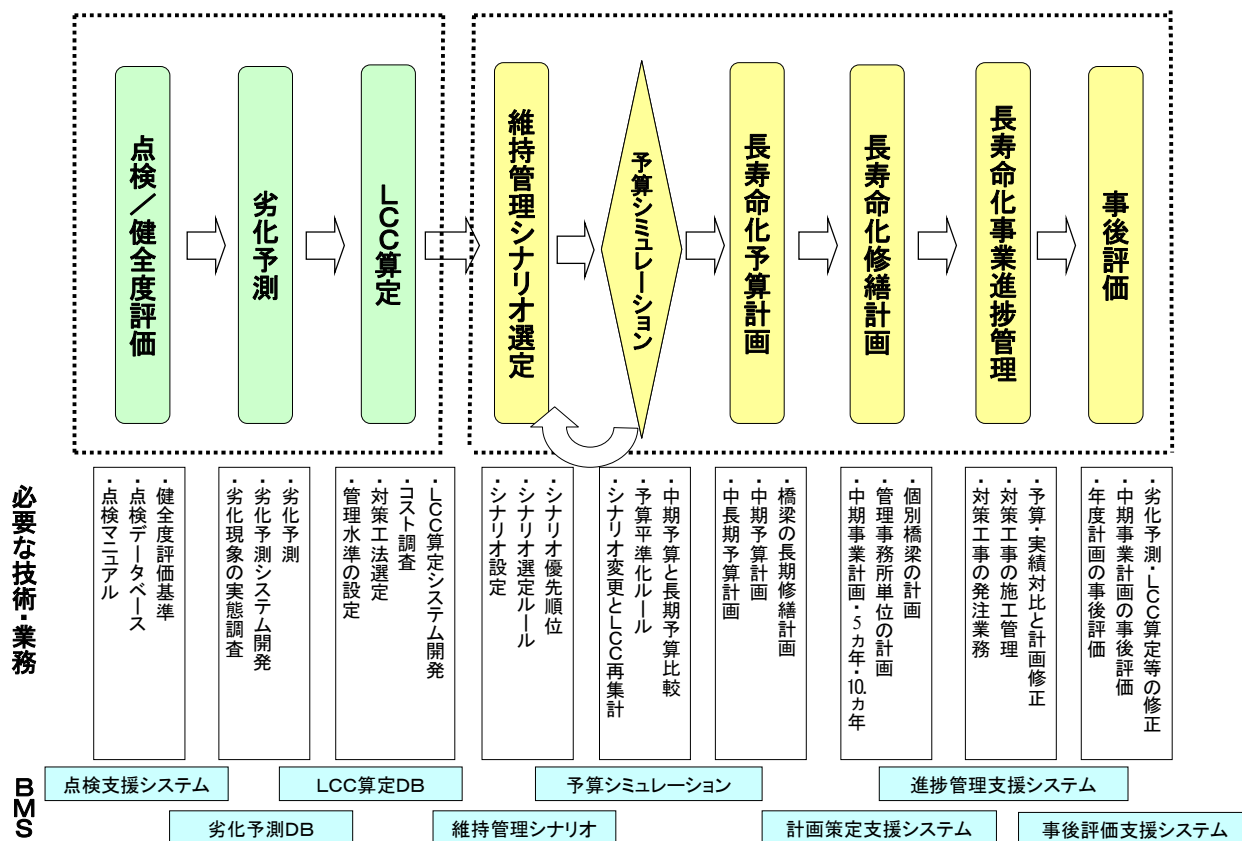 点検／健全度評価
劣化予測
LCC算定
維持管理シナリオ選定
予算シミュレーション
長寿命化予算計画
長寿命化修繕計画
長寿命化事業進捗管理
事後評価
必要な技術・業務
・健全度評価基準
・点検データベース
・点検マニュアル
・劣化予測
・劣化予測システム開発
・劣化現象の実態調査
・LCC算定システム開発
・コスト調査
・対策工法選定
・管理水準の設定
・シナリオ優先順位
・シナリオ選定ルール
・シナリオ設定
・中期予算と長期予算比較
・予算平準化ルール
・シナリオ変更とLCC再集計
・橋梁の長期修繕計画
・中期予算計画
・中長期予算計画
・個別橋梁の計画
・管理事務所単位の計画
・中期事業計画・5カ年・10.カ年
・予算・実績対比と計画修正
・対策工事の施工管理
・対策工事の発注業務
・劣化予測・LCC算定等の修正
・中期事業計画の事後評価
・年度計画の事後評価
BMS
点検支援システム
LCC算定DB
予算シミュレーション
進捗管理支援システム
劣化予測DB
維持管理シナリオ
計画策定支援システム
事後評価支援システム